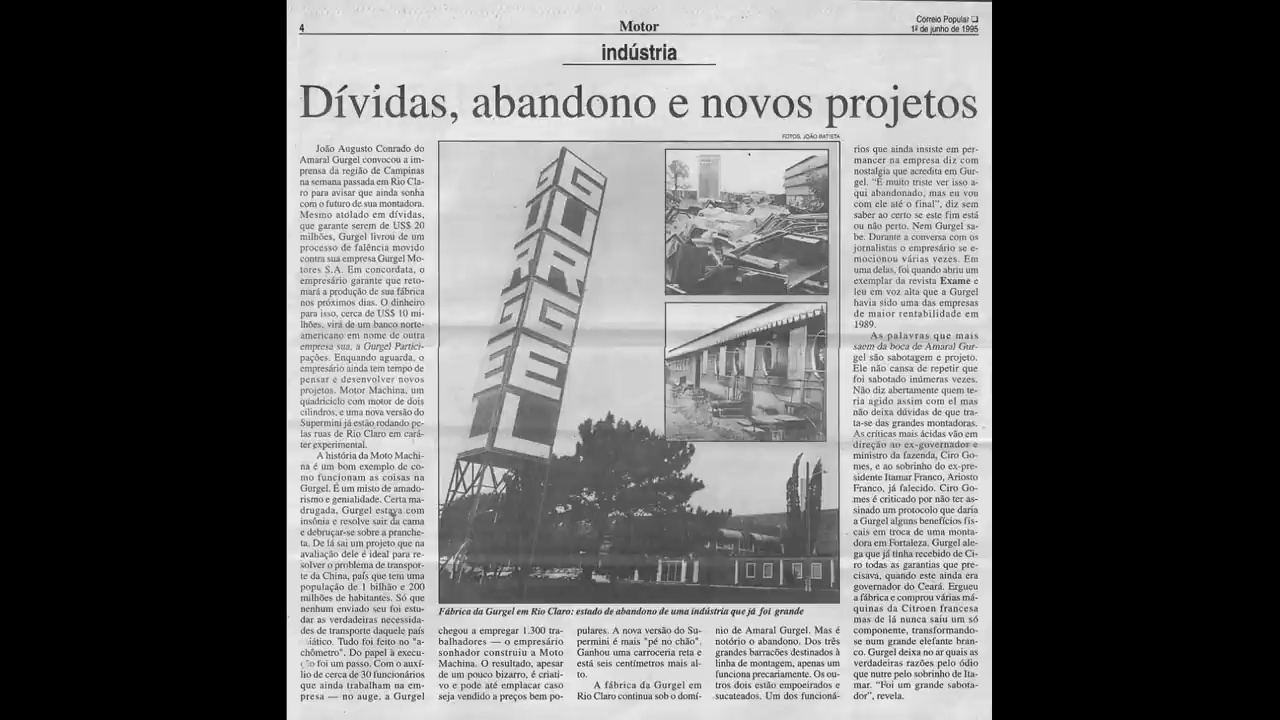 4
Motor
Correio Popular ❏
1º de junho de 1995
indústria
Dívidas, abandono e novos projetos
FOTOS, JOÃO BATISTA
João Augusto Conrado do
Amaral Gurgel convocou a im-
prensa da região de Campinas
na semana passada em Rio Cla-
ro para avisar que ainda sonha
com o futuro de sua montadora.
Mesmo atolado em dívidas,
que garante serem de US$ 20
milhões, Gurgel livrou de um
processo de falência movido
contra sua empresa Gurgel Mo-
tores S.A. Em concordata, o
empresário garante que reto-
mará a produção de sua fábrica
nos próximos dias. O dinheiro
para isso, cerca de US$ 10 mi-
lhões, virá de um banco norte-
americano em nome de outra
empresa sua, a Gurgel Partici-
pações. Enquando aguarda, o
empresário ainda tem tempo de
pensar e desenvolver novos
projetos. Motor Machina, um
quadriciclo com motor de dois
cilindros, e uma nova versão do
Supermini já estão rodando pe-
las ruas de Rio Claro em cará-
ter experimental.
A história da Moto Machi-
na é um bom exemplo de co-
mo funcionam as coisas na
Gurgel. É um misto de amado-
rismo e genialidade. Certa ma-
drugada, Gurgel estava com
insônia e resolve sair da cama
e debruçar-se sobre a pranche-
ta. De lá sai um projeto que na
avaliação dele é ideal para re-
solver o problema de transpor-
te da China, país que tem uma
população de 1 bilhão e 200
milhões de habitantes. Só que
nenhum enviado seu foi estu-
dar as verdadeiras necessida-
des de transporte daquele país
asiático. Tudo foi feito no "a-
chômetro". Do papel à execu-
ção foi um passo. Com o auxí-
lio de cerca de 30 funcionários
que ainda trabalham na em-
presa — no auge, a Gurgel
GURGEL
GURGEL
Fábrica da Gurgel em Rio Claro: estado de abandono de uma indústria que já foi grande
chegou a empregar 1.300 tra-
balhadores — o empresário
sonhador construiu a Moto
Machina. O resultado, apesar
de um pouco bizarro, é criati-
vo e pode até emplacar caso
seja vendido a preços bem po-
pulares. A nova versão do Su-
permini é mais "pé no chão".
Ganhou uma carroceria reta e
está seis centímetros mais al-
to.
A fábrica da Gurgel em
Rio Claro continua sob o domí-
nio de Amaral Gurgel. Mas é
notório o abandono. Dos três
grandes barracões destinados à
linha de montagem, apenas um
funciona precariamente. Os ou-
tros dois estão empoeirados e
sucateados. Um dos funcioná-
rios que ainda insiste em per-
mancer na empresa diz com
nostalgia que acredita em Gur-
gel. "É muito triste ver isso a-
qui abandonado, mas eu vou
com ele até o final", diz sem
saber ao certo se este fim está
ou não perto. Nem Gurgel sa-
be. Durante a conversa com os
jornalistas o empresário se e-
mocionou várias vezes. Em
uma delas, foi quando abriu um
exemplar da revista Exame e
leu em voz alta que a Gurgel
havia sido uma das empresas
de maior rentabilidade em
1989.
As palavras que mais
saem da boca de Amaral Gur-
gel são sabotagem e projeto.
Ele não cansa de repetir que
foi sabotado inúmeras vezes.
Não diz abertamente quem te-
ria agido assim com el mas
não deixa dúvidas de que tra-
ta-se das grandes montadoras.
As críticas mais ácidas vão em
direção ao ex-governador e
ministro da fazenda, Ciro Go-
mes, e ao sobrinho do ex-pre-
sidente Itamar Franco, Ariosto
Franco, já falecido. Ciro Go-
mes é criticado por não ter as-
sinado um protocolo que daria
a Gurgel alguns benefícios fis-
cais em troca de uma monta-
dora em Fortaleza. Gurgel ale-
ga que já tinha recebido de Ci-
ro todas as garantias que pre-
cisava, quando este ainda era
governador do Ceará. Ergueu
a fábrica e comprou várias má-
quinas da Citroen francesa
mas de lá nunca saiu um só
componente, transformando-
se num grande elefante bran-
co. Gurgel deixa no ar quais as
verdadeiras razões pelo ódio
que nutre pelo sobrinho de Ita-
mar. "Foi um grande sabota-
dor", revela.